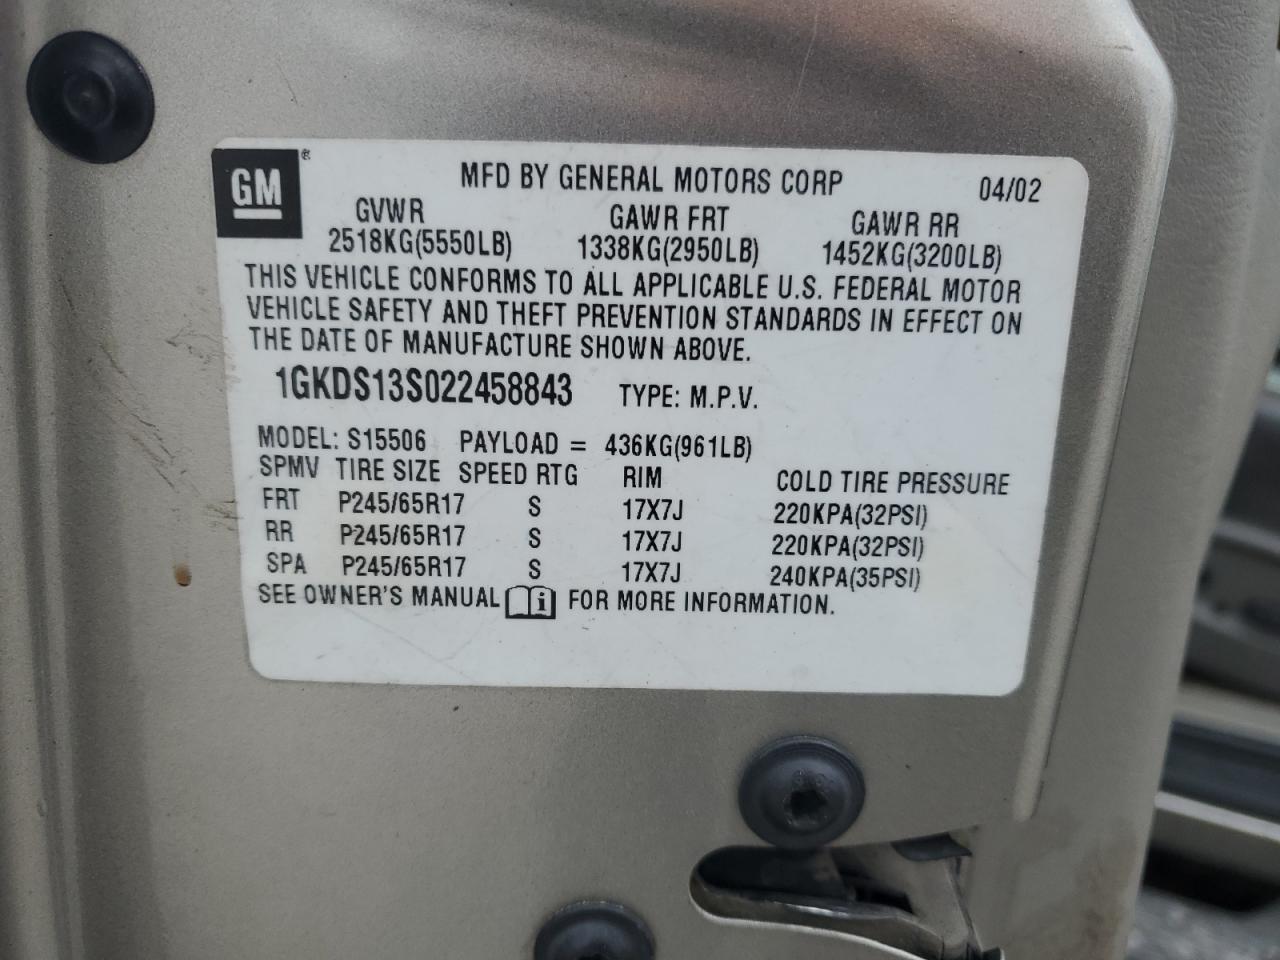 GM®
MFD BY GENERAL MOTORS CORP 04/02
GVWR GAWR FRT GAWR RR
2518KG(5550LB) 1338KG(2950LB) 1452KG(3200LB)
THIS VEHICLE CONFORMS TO ALL APPLICABLE U.S. FEDERAL MOTOR
VEHICLE SAFETY AND THEFT PREVENTION STANDARDS IN EFFECT ON
THE DATE OF MANUFACTURE SHOWN ABOVE.
1GKDS13S022458843 TYPE: M.P.V.
MODEL: S15506 PAYLOAD = 436KG(961LB)
SPMV TIRE SIZE SPEED RTG RIM COLD TIRE PRESSURE
FRT P245/65R17 S 17X7J 220KPA(32PSI)
RR P245/65R17 S 17X7J 220KPA(32PSI)
SPA P245/65R17 S 17X7J 240KPA(35PSI)
SEE OWNER'S MANUAL i FOR MORE INFORMATION.